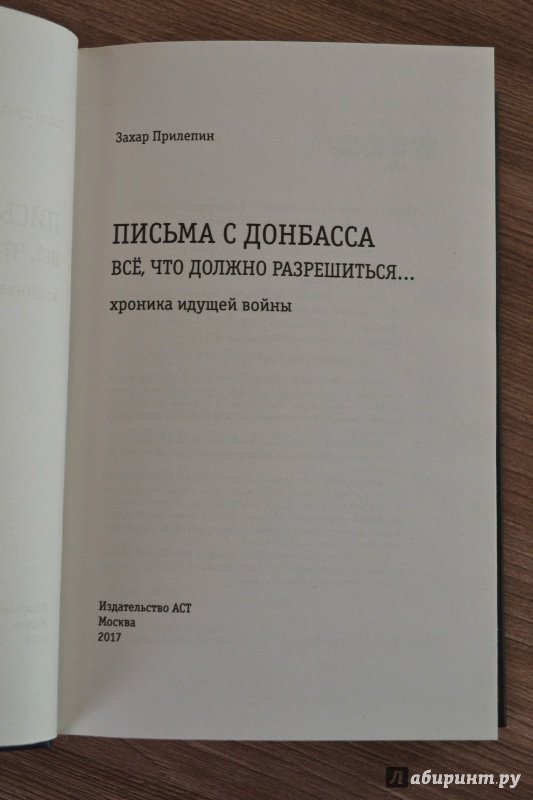 Захар Прилепин
ПИСЬМА С ДОНБАССА
ВСЁ, ЧТО ДОЛЖНО РАЗРЕШИТЬСЯ...
хроника идущей войны
Издательство АСТ
Москва
2017
Лабиринт.ру